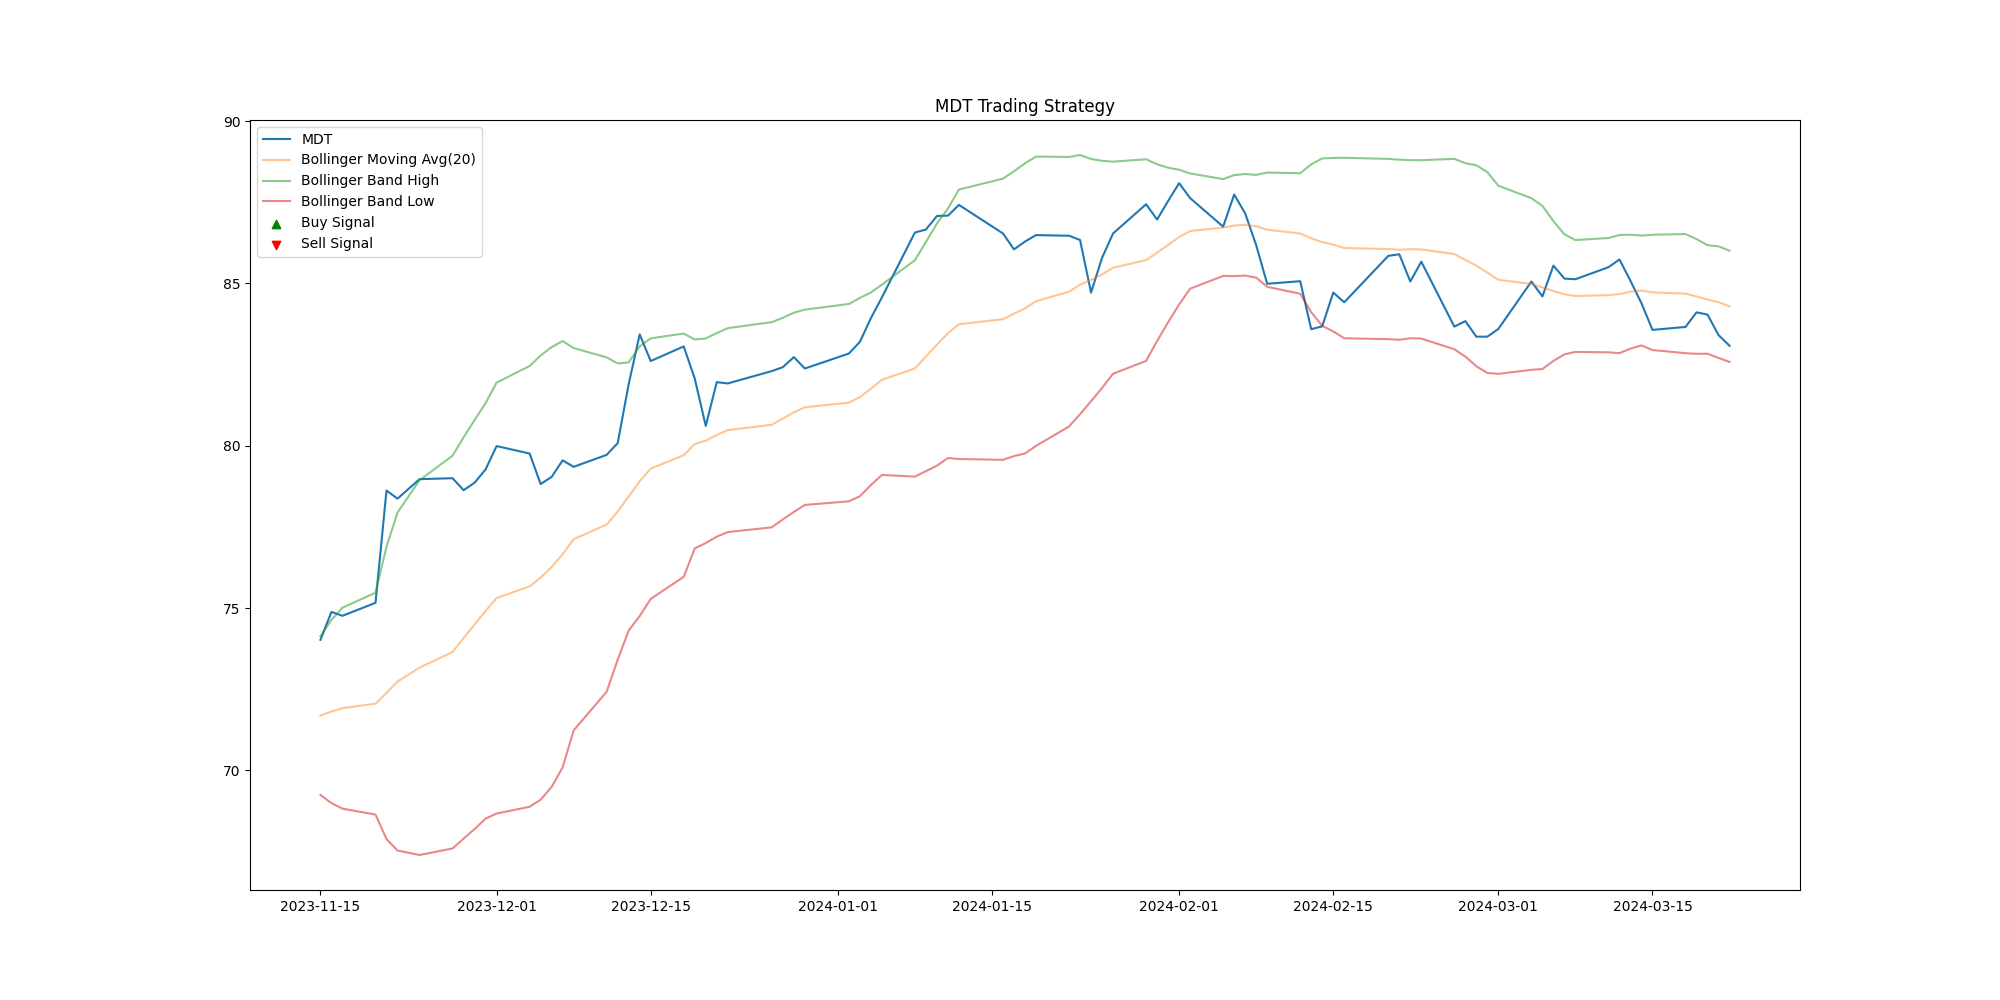 MDT Trading Strategy
90
85
80
75
70
MDT
Bollinger Moving Avg(20)
Bollinger Band High
Bollinger Band Low
Buy Signal
Sell Signal
2023-11-15
2023-12-01
2023-12-15
2024-01-01
2024-01-15
2024-02-01
2024-02-15
2024-03-01
2024-03-15